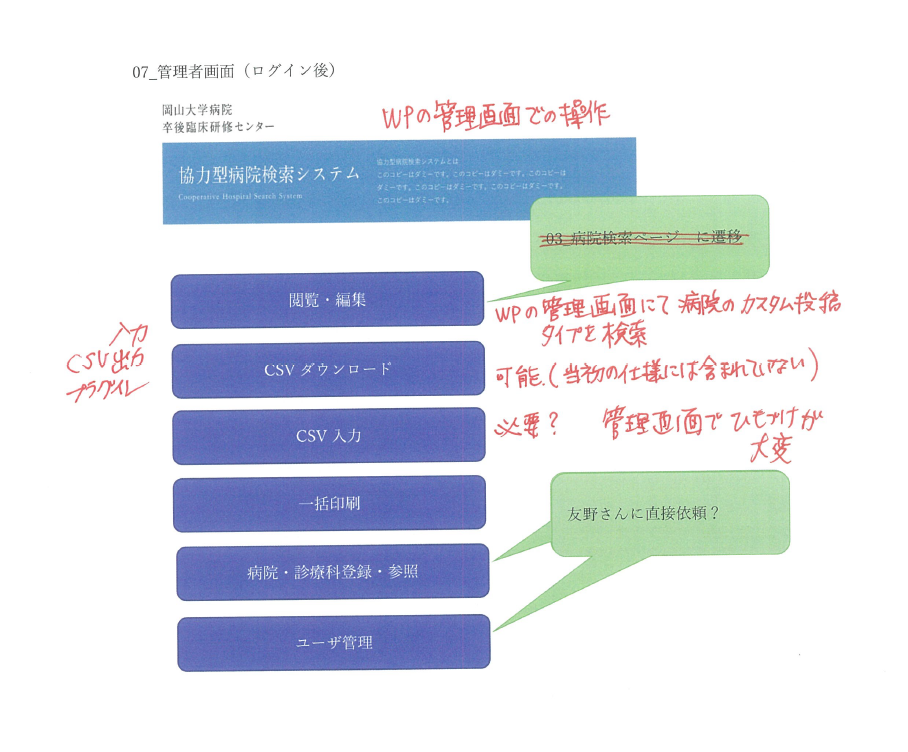 07_管理者画面（ログイン後）
岡山大学病院
卒後臨床研修センター
WPの管理画面での操作
協力型病院検索システム
Cooperative Hospital Search System
協力型病院検索システムとは
このコピーはダミーです。このコピーはダミーです。このコピーは
ダミーです。このコピーはダミーです。このコピーはダミーです。
このコピーはダミーです。
03_病院検索ページ　に遷移
閲覧・編集
WPの管理画面にて病院のカスタム投稿
タイプを検索
入力
CSV出力
プラグイン
CSVダウンロード
可能.(当初の仕様には含まれていない)
CSV入力
必要？　管理画面でひもづけが
大変
一括印刷
友野さんに直接依頼？
病院・診療科登録・参照
ユーザ管理